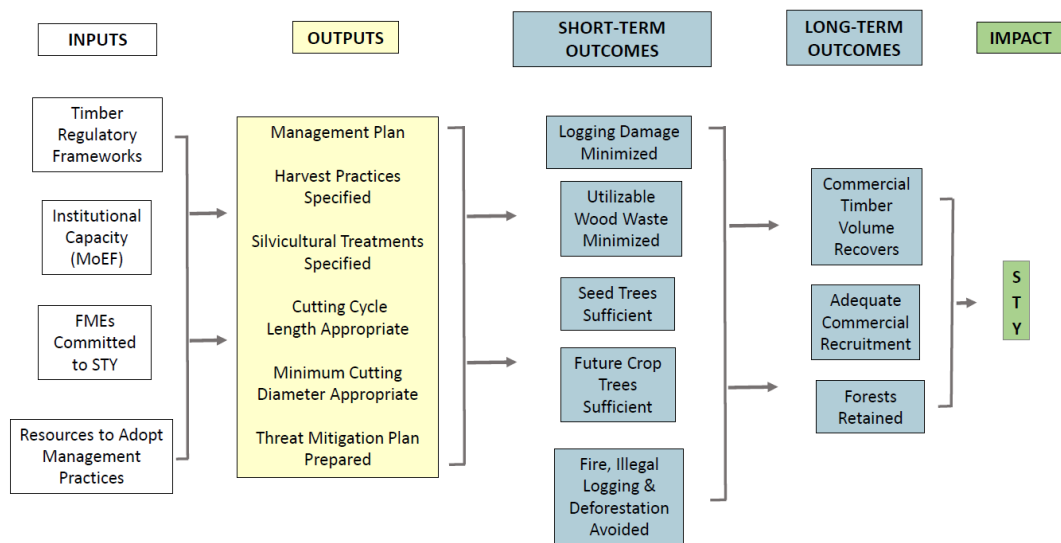 INPUTS
OUTPUTS
SHORT-TERM
OUTCOMES
LONG-TERM
OUTCOMES
IMPACT
Timber
Regulatory
Frameworks
Institutional
Capacity
(MoEF)
FMEs
Committed
to STY
Resources to Adopt
Management
Practices
Management Plan
Harvest Practices
Specified
Silvicultural Treatments
Specified
Cutting Cycle
Length Appropriate
Minimum Cutting
Diameter Appropriate
Threat Mitigation Plan
Prepared
Logging Damage
Minimized
Utilizable
Wood Waste
Minimized
Seed Trees
Sufficient
Future Crop
Trees
Sufficient
Fire, Illegal
Logging &
Deforestation
Avoided
Commercial
Timber
Volume
Recovers
Adequate
Commercial
Recruitment
Forests
Retained
S
T
Y